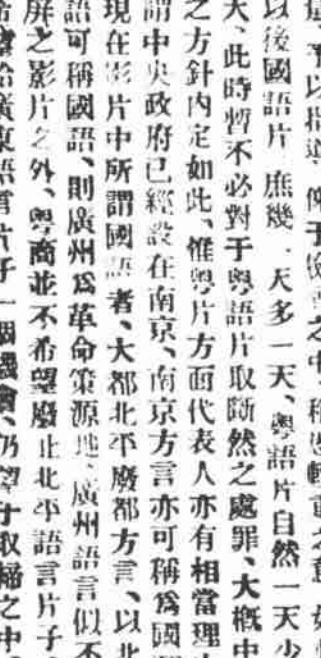 予以指導、
以後國語片庶幾一天多一天、粵語片自然一天少
大、此時暫不必對于粵語片取斷然之處罪、大概中
之方針內定如此、惟粵片方面代表人亦有相當理
謂中央政府已經設在南京、南京方言亦可稱爲國
現在影片中所謂國語者、大都北平廢都方言、以北
語可稱國語、則廣州爲革命策源地、廣州語言似不
屏之影片之外、粵商並不希望廢止北平語言片子
給廣東語言片子一個機會、仍望于取締之中